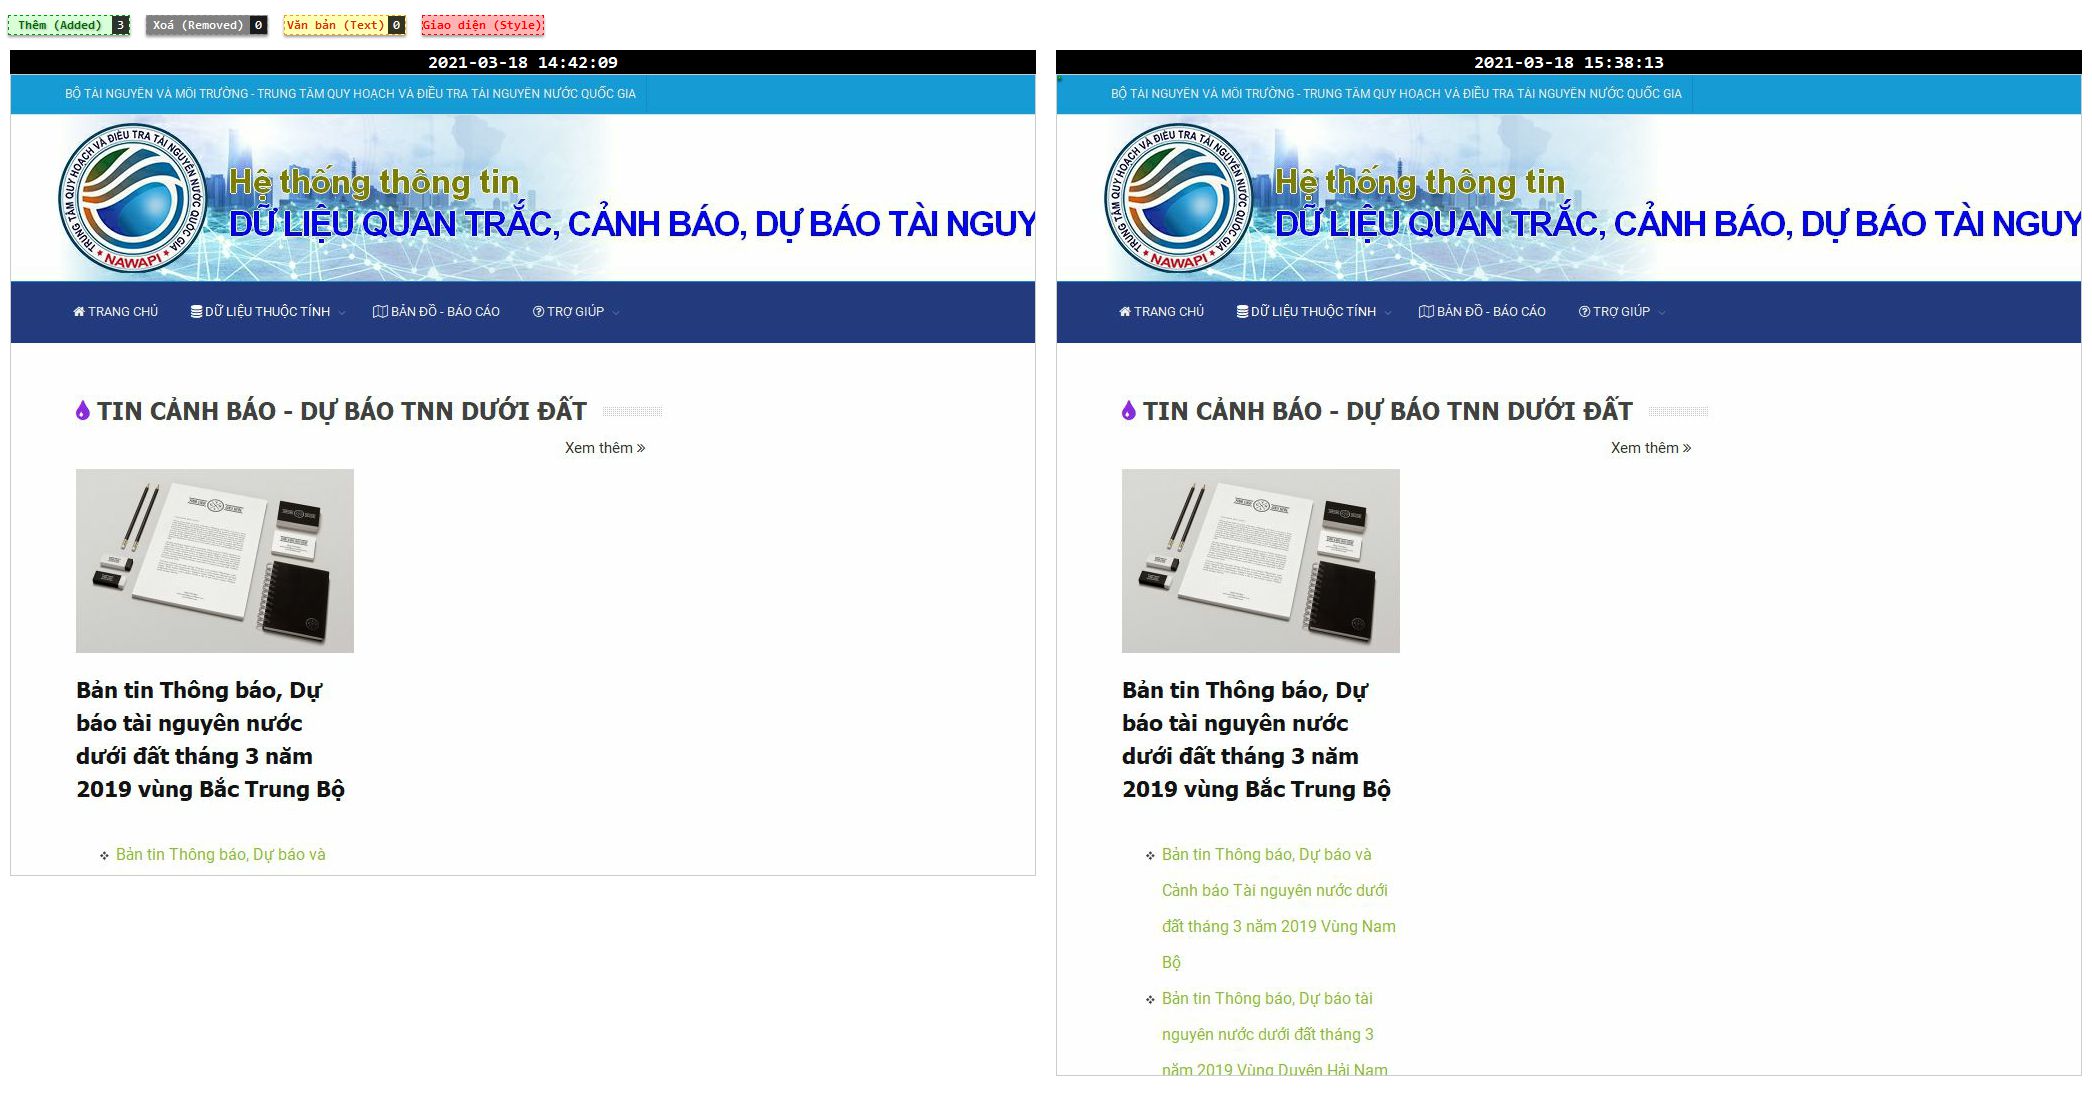 Thêm (Added) 3 Xoá (Removed) 0 Văn bản (Text) 0 Giao diện (Style)
2021-03-18 14:42:09
BỘ TÀI NGUYÊN VÀ MÔI TRƯỜNG - TRUNG TÂM QUY HOẠCH VÀ ĐIỀU TRA TÀI NGUYÊN NƯỚC QUỐC GIA
TRUNG TÂM QUY HOẠCH VÀ ĐIỀU TRA TÀI NGUYÊN NƯỚC QUỐC GIA
NAWAPI
Hệ thống thông tin
DỮ LIỆU QUAN TRẮC, CẢNH BÁO, DỰ BÁO TÀI NGUY
TRANG CHỦ DỮ LIỆU THUỘC TÍNH BẢN ĐỒ - BÁO CÁO TRỢ GIÚP
TIN CẢNH BÁO - DỰ BÁO TNN DƯỚI ĐẤT
Xem thêm »
Bản tin Thông báo, Dự
báo tài nguyên nước
dưới đất tháng 3 năm
2019 vùng Bắc Trung Bộ
Bản tin Thông báo, Dự báo và
2021-03-18 15:38:13
BỘ TÀI NGUYÊN VÀ MÔI TRƯỜNG - TRUNG TÂM QUY HOẠCH VÀ ĐIỀU TRA TÀI NGUYÊN NƯỚC QUỐC GIA
TRUNG TÂM QUY HOẠCH VÀ ĐIỀU TRA TÀI NGUYÊN NƯỚC QUỐC GIA
NAWAPI
Hệ thống thông tin
DỮ LIỆU QUAN TRẮC, CẢNH BÁO, DỰ BÁO TÀI NGUY
TRANG CHỦ DỮ LIỆU THUỘC TÍNH BẢN ĐỒ - BÁO CÁO TRỢ GIÚP
TIN CẢNH BÁO - DỰ BÁO TNN DƯỚI ĐẤT
Xem thêm »
Bản tin Thông báo, Dự
báo tài nguyên nước
dưới đất tháng 3 năm
2019 vùng Bắc Trung Bộ
Bản tin Thông báo, Dự báo và
Cảnh báo Tài nguyên nước dưới
đất tháng 3 năm 2019 Vùng Nam
Bộ
Bản tin Thông báo, Dự báo tài
nguyên nước dưới đất tháng 3
năm 2019 Vùng Duyên Hải Nam